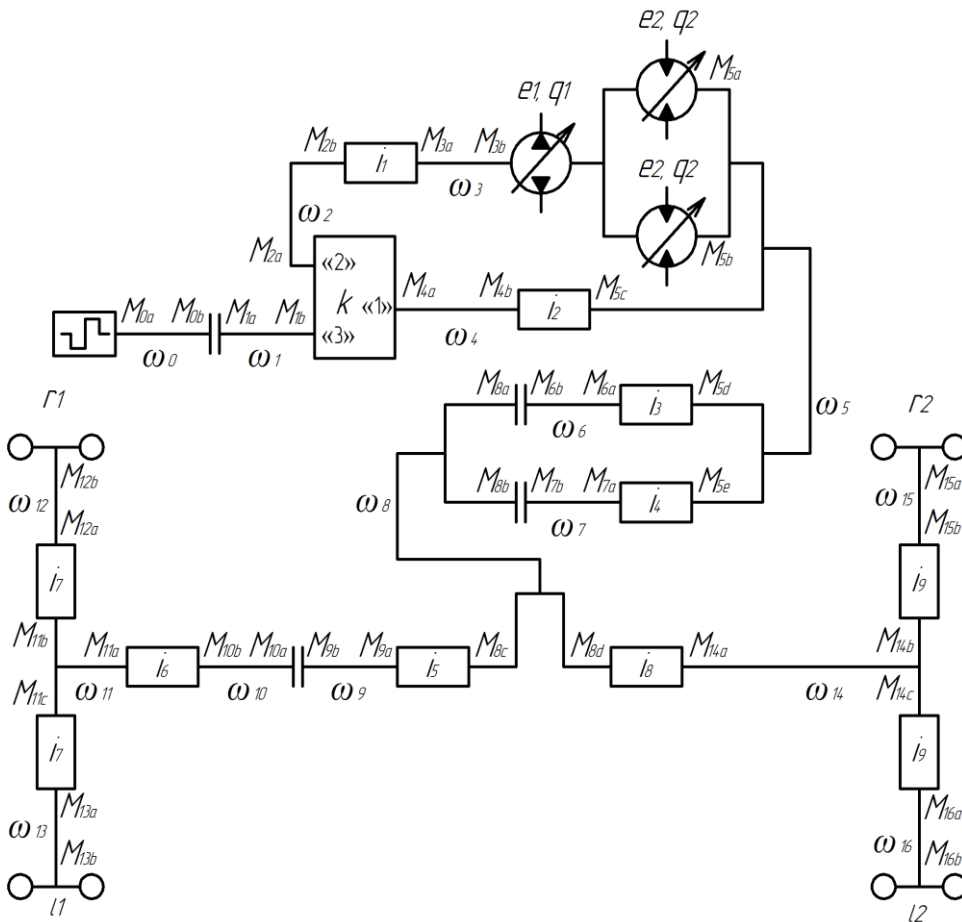 e2, q2
e1, q1
M5a
M2b
i1
M3a
M3b
ω3
e2, q2
ω2
M2a
«2»
k
«1»
«3»
M4a
M4b
i2
M5c
M5b
ω4
M0a
M0b
M1a
M1b
ω0
ω1
M8a
M6b
M6a
i3
M5d
ω5
ω6
r1
r2
M8b
M7b
M7a
i4
M5e
ω8
ω7
M12b
M15a
ω12
ω15
M12a
M15b
i7
i9
M11b
M14b
M11a
i6
M10b
M10a
M9b
M9a
i5
M8c
M8d
i8
M14a
M11c
ω11
ω10
ω9
ω14
M14c
i7
i9
M13a
M16a
ω13
ω16
M13b
M16b
l1
l2